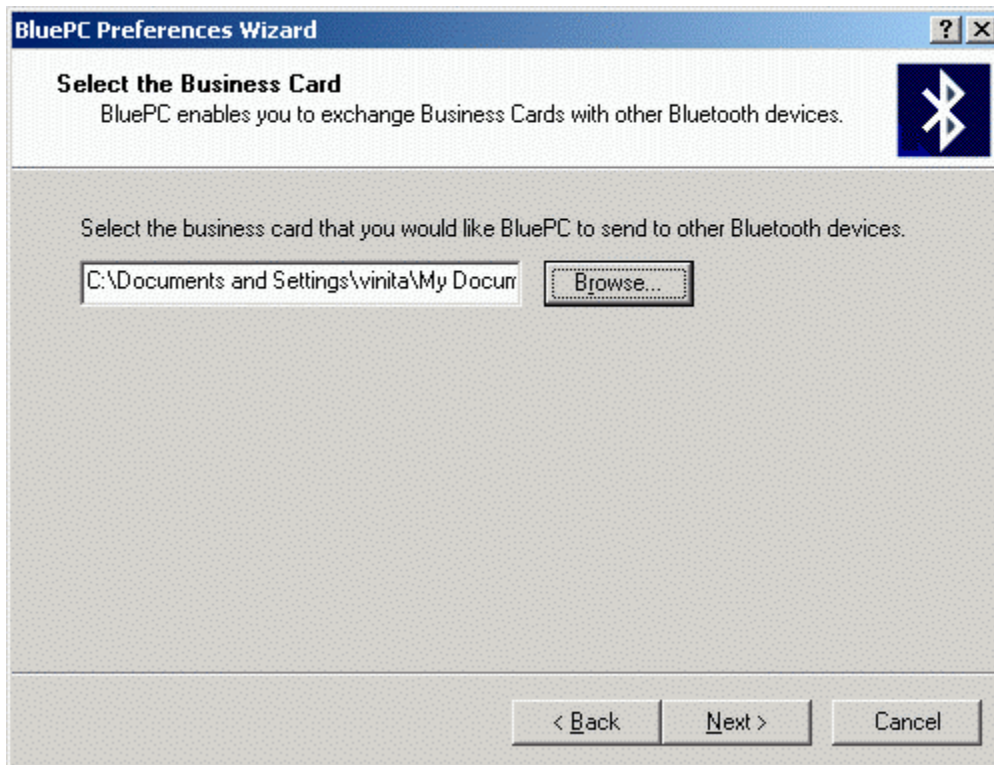 BluePC Preferences Wizard
Select the Business Card
BluePC enables you to exchange Business Cards with other Bluetooth devices.
Select the business card that you would like BluePC to send to other Bluetooth devices.
C:\Documents and Settings\vinita\My Docum
Browse...
< Back
Next >
Cancel